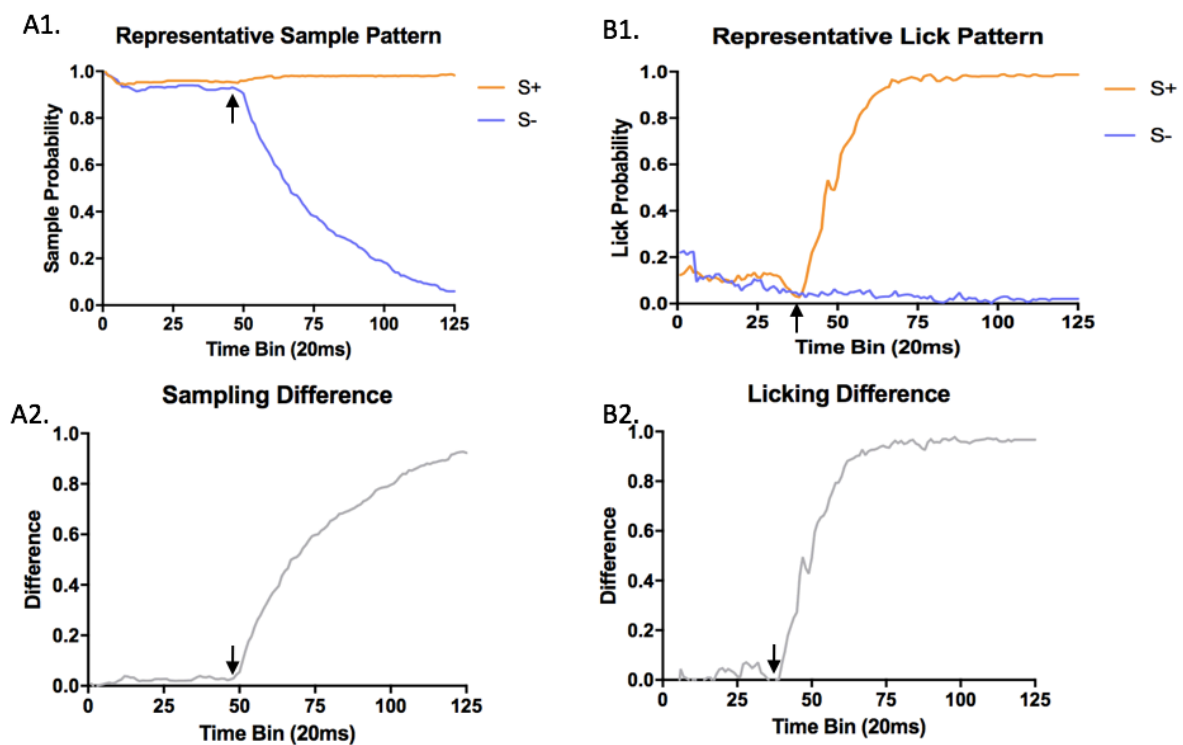 A1.
Representative Sample Pattern
Sample Probability
1.0
0.8
0.6
0.4
0.2
0.0
0 25 50 75 100 125
Time Bin (20ms)
S+
S-
B1.
Representative Lick Pattern
Lick Probability
1.0
0.8
0.6
0.4
0.2
0.0
0 25 50 75 100 125
Time Bin (20ms)
S+
S-
A2.
Sampling Difference
Difference
1.0
0.8
0.6
0.4
0.2
0.0
0 25 50 75 100 125
Time Bin (20ms)
B2.
Licking Difference
Difference
1.0
0.8
0.6
0.4
0.2
0.0
0 25 50 75 100 125
Time Bin (20ms)